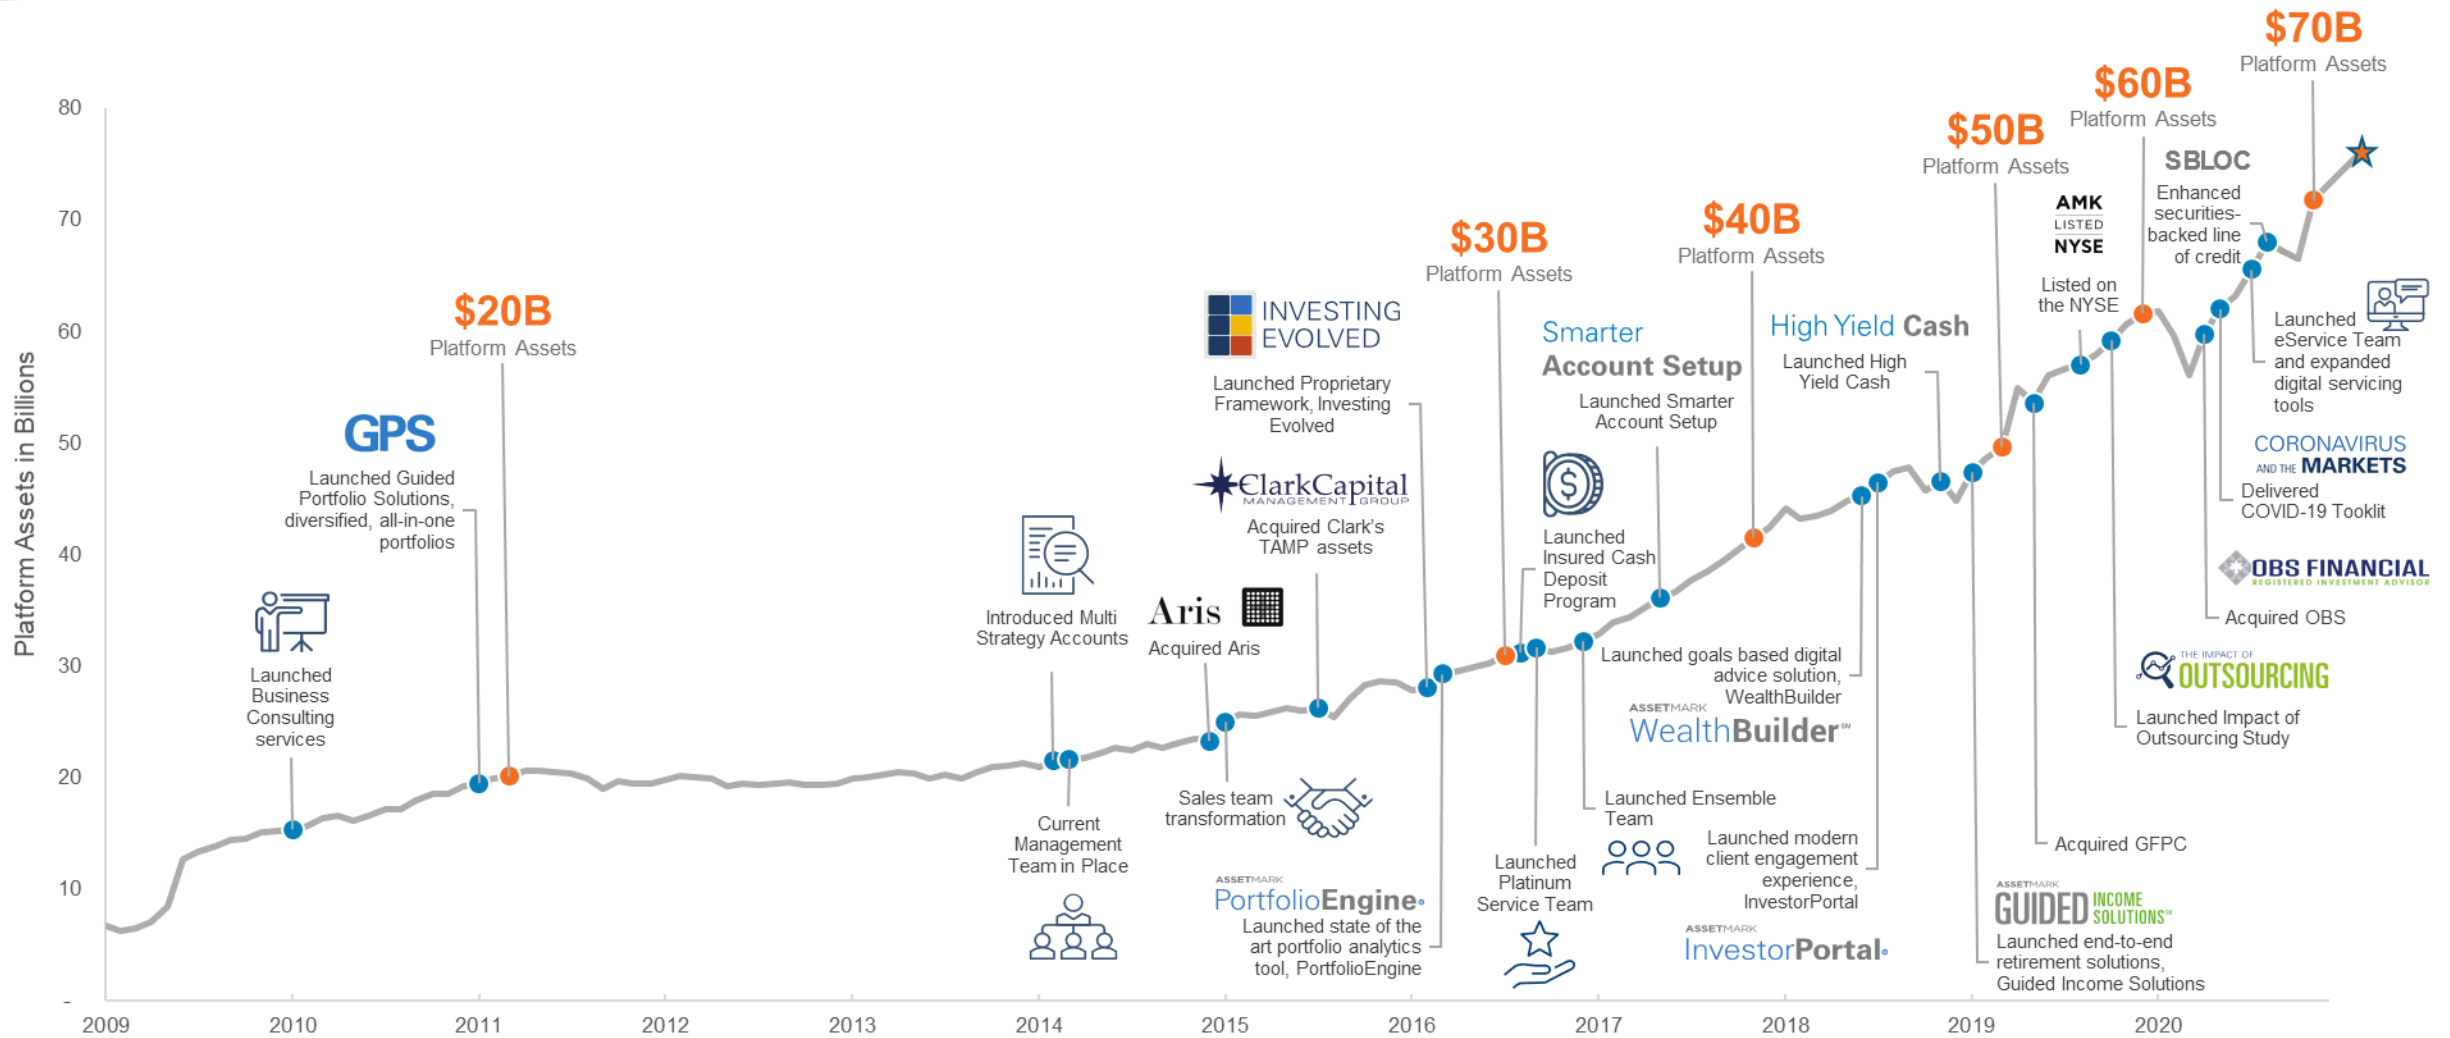 $70B
Platform Assets
$60B
Platform Assets
$50B
Platform Assets
$40B
Platform Assets
$30B
Platform Assets
$20B
Platform Assets
Platform Assets in Billions
80
70
60
50
40
30
20
10
-
2009
2010
2011
2012
2013
2014
2015
2016
2017
2018
2019
2020
Launched
Business
Consulting
services
GPS
Launched Guided
Portfolio Solutions,
diversified, all-in-one
portfolios
Introduced Multi
Strategy Accounts
Current
Management
Team in Place
Aris
Acquired Aris
Sales team
transformation
ClarkCapital
MANAGEMENT GROUP
Acquired Clark's
TAMP assets
INVESTING
EVOLVED
Launched Proprietary
Framework, Investing
Evolved
ASSETMARK
PortfolioEngine
Launched state of the
art portfolio analytics
tool, PortfolioEngine
Launched
Insured Cash
Deposit
Program
Launched
Platinum
Service Team
Launched Ensemble
Team
Smarter
Account Setup
Launched Smarter
Account Setup
Launched goals based digital
advice solution,
WealthBuilder
ASSETMARK
WealthBuilder℠
Launched modern
client engagement
experience,
InvestorPortal
ASSETMARK
InvestorPortal
High Yield Cash
Launched High
Yield Cash
ASSETMARK
GUIDED INCOME
SOLUTIONS℠
Launched end-to-end
retirement solutions,
Guided Income Solutions
Acquired GFPC
AMK
LISTED
NYSE
Listed on
the NYSE
THE IMPACT OF
OUTSOURCING
Launched Impact of
Outsourcing Study
OBS FINANCIAL
REGISTERED INVESTMENT ADVISOR
Acquired OBS
CORONAVIRUS
AND THE MARKETS
Delivered
COVID-19 Tooklit
Launched
eService Team
and expanded
digital servicing
tools
SBLOC
Enhanced
securities-
backed line
of credit